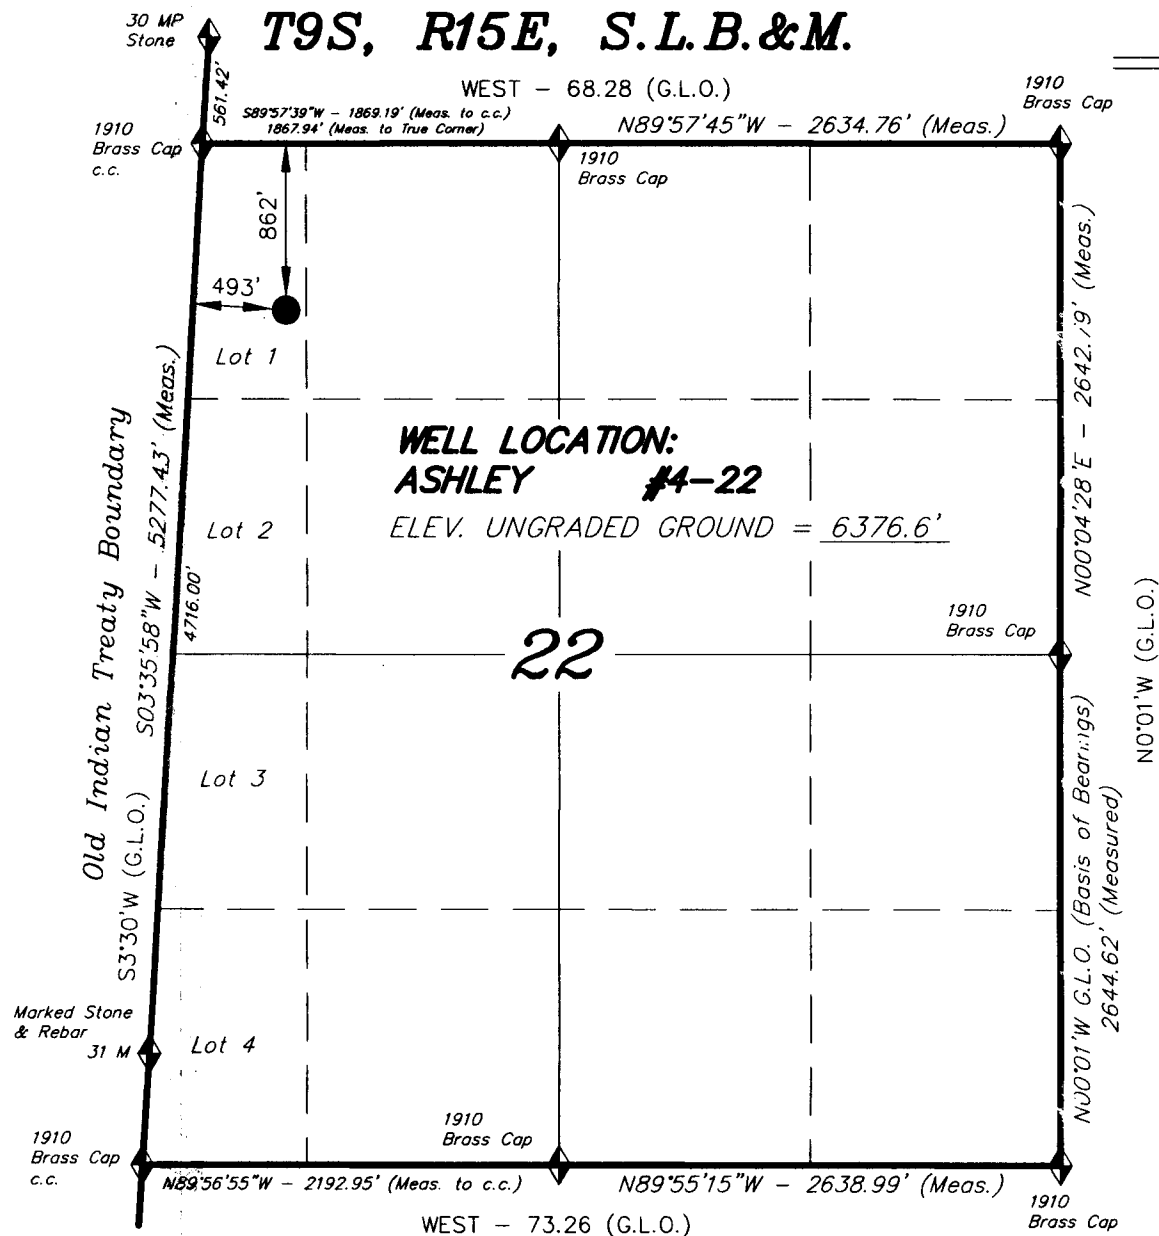 T9S, R15E, S.L.B.&M.
30 MP
Stone
561.42'
WEST – 68.28 (G.L.O.)
S89°57'39"W – 1869.19' (Meas. to c.c.)
1867.94' (Meas. to True Corner)
N89°57'45"W – 2634.76' (Meas.)
1910
Brass Cap
1910
Brass Cap
c.c.
1910
Brass Cap
862'
493'
Lot 1
N00°04'28"E – 2642.19' (Meas.)
Old Indian Treaty Boundary
S03°35'58"W – 5277.43' (Meas.)
4716.00'
WELL LOCATION:
ASHLEY #4–22
ELEV. UNGRADED GROUND = 6376.6'
Lot 2
1910
Brass Cap
N0°01'W (G.L.O.)
22
Lot 3
S3°30'W (G.L.O.)
N00°01'W G.L.O. (Basis of Bearings)
2644.62' (Measured)
Marked Stone
& Rebar
31 M
Lot 4
1910
Brass Cap
c.c.
1910
Brass Cap
N89°56'55"W – 2192.95' (Meas. to c.c.)
N89°55'15"W – 2638.99' (Meas.)
1910
Brass Cap
WEST – 73.26 (G.L.O.)